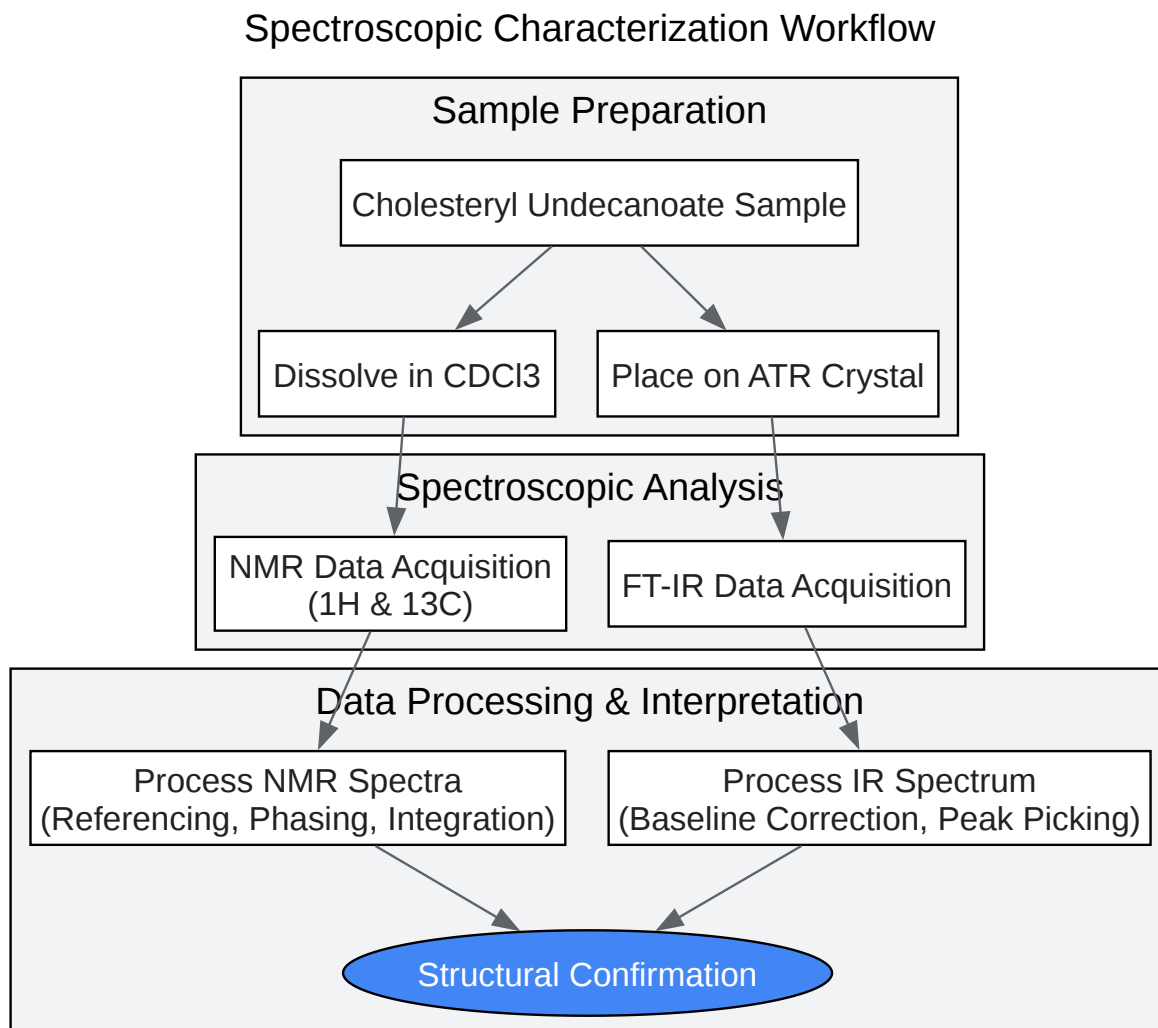 Spectroscopic Characterization Workflow
Sample Preparation
Cholesteryl Undecanoate Sample
Dissolve in CDCl3
Place on ATR Crystal
Spectroscopic Analysis
NMR Data Acquisition
(1H & 13C)
FT-IR Data Acquisition
Data Processing & Interpretation
Process NMR Spectra
(Referencing, Phasing, Integration)
Process IR Spectrum
(Baseline Correction, Peak Picking)
Structural Confirmation